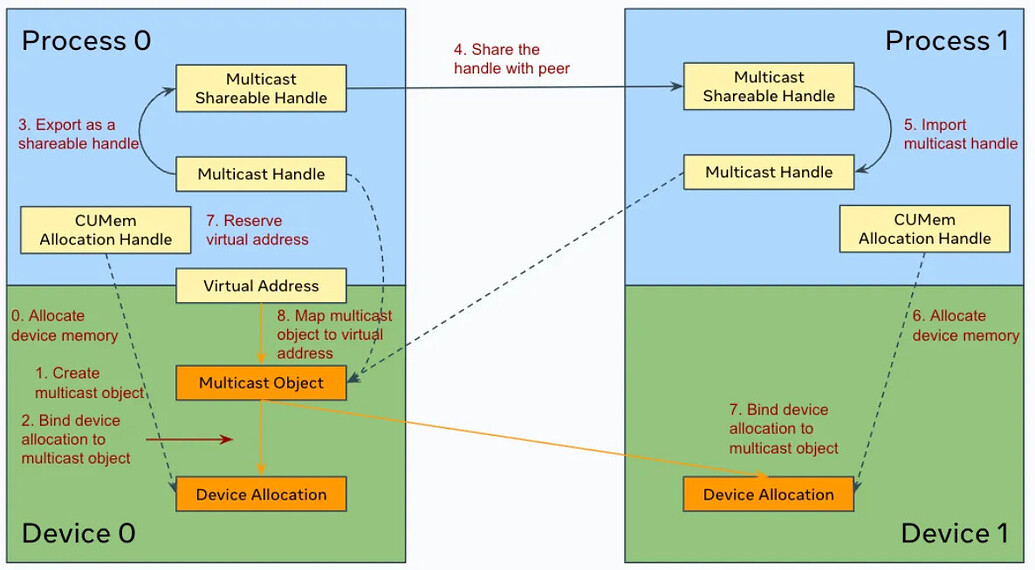 Process 0
Process 1
4. Share the
handle with peer
Multicast
Shareable Handle
Multicast
Shareable Handle
3. Export as a
shareable handle
5. Import
multicast handle
Multicast Handle
Multicast Handle
CUMem
Allocation Handle
7. Reserve
virtual address
CUMem
Allocation Handle
Virtual Address
0. Allocate
device memory
8. Map multicast
object to virtual
address
6. Allocate
device memory
1. Create
multicast object
Multicast Object
2. Bind device
allocation to
multicast object
7. Bind device
allocation to
multicast object
Device Allocation
Device Allocation
Device 0
Device 1